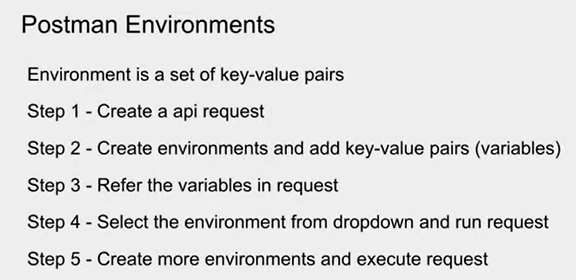 Postman Environments
Environment is a set of key-value pairs
Step 1 - Create a api request
Step 2 - Create environments and add key-value pairs (variables)
Step 3 - Refer the variables in request
Step 4 - Select the environment from dropdown and run request
Step 5 - Create more environments and execute request